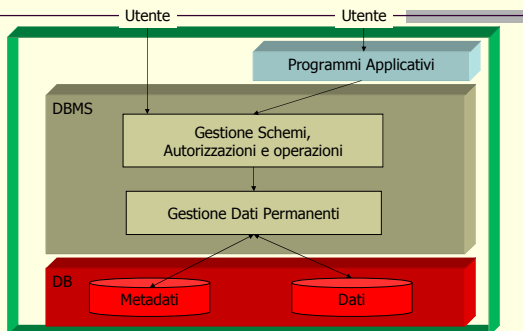 Utente Utente
Programmi Applicativi
DBMS
Gestione Schemi,
Autorizzazioni e operazioni
Gestione Dati Permanenti
DB
Metadati Dati